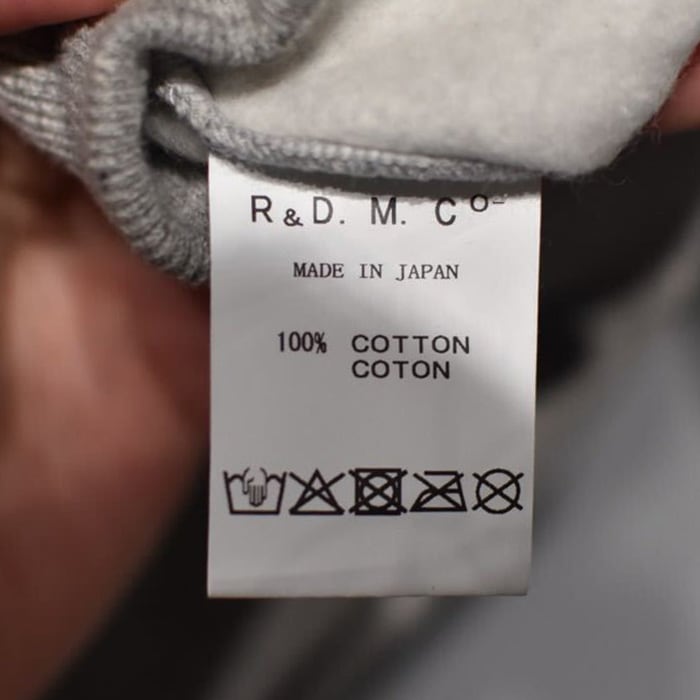 R & D. M. Co-
MADE IN JAPAN
100% COTTON
COTON